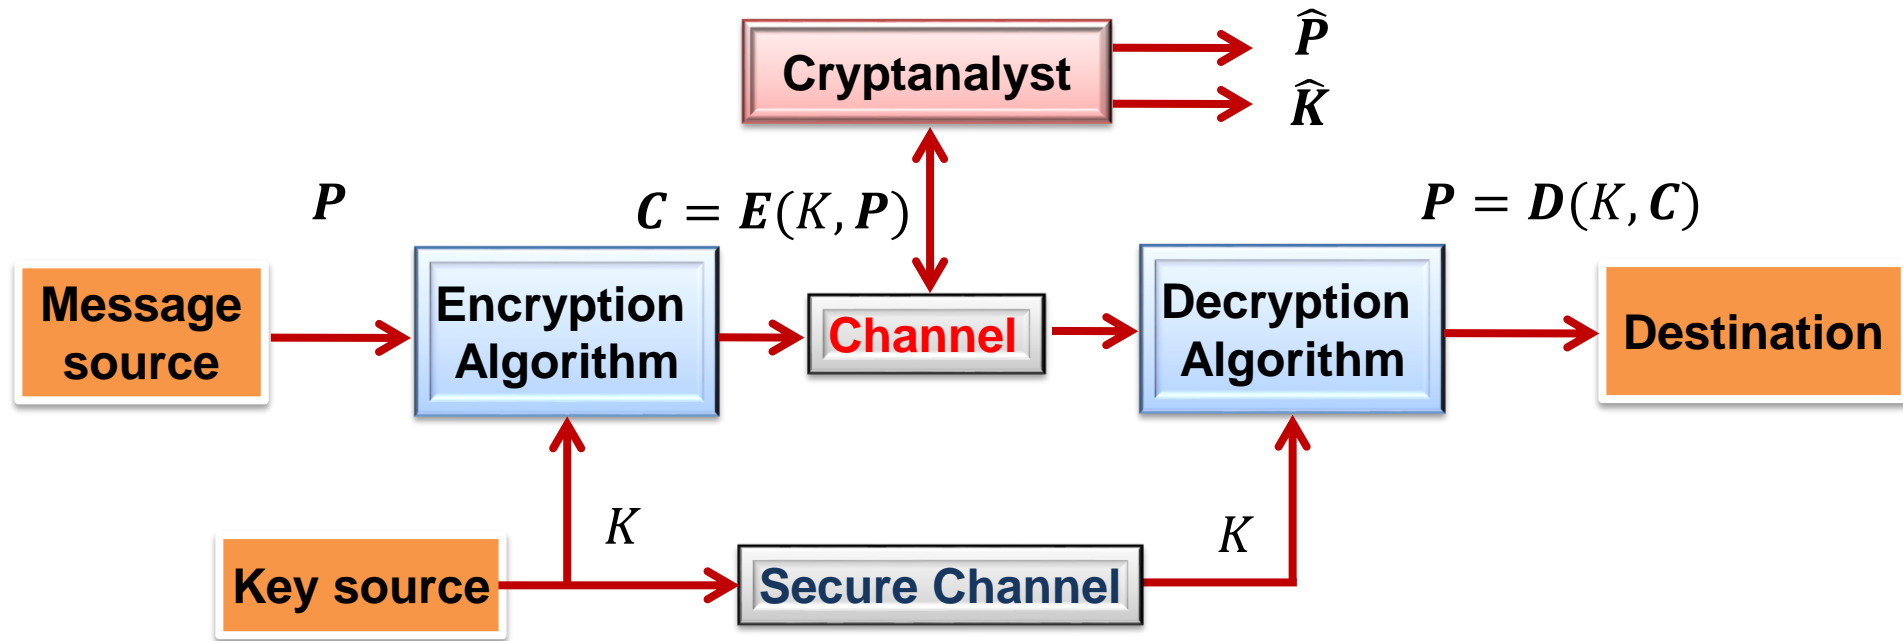 Cryptanalyst
P̂
K̂
P
C = E(K, P)
P = D(K, C)
Message
source
Encryption
Algorithm
Channel
Decryption
Algorithm
Destination
K
K
Key source
Secure Channel